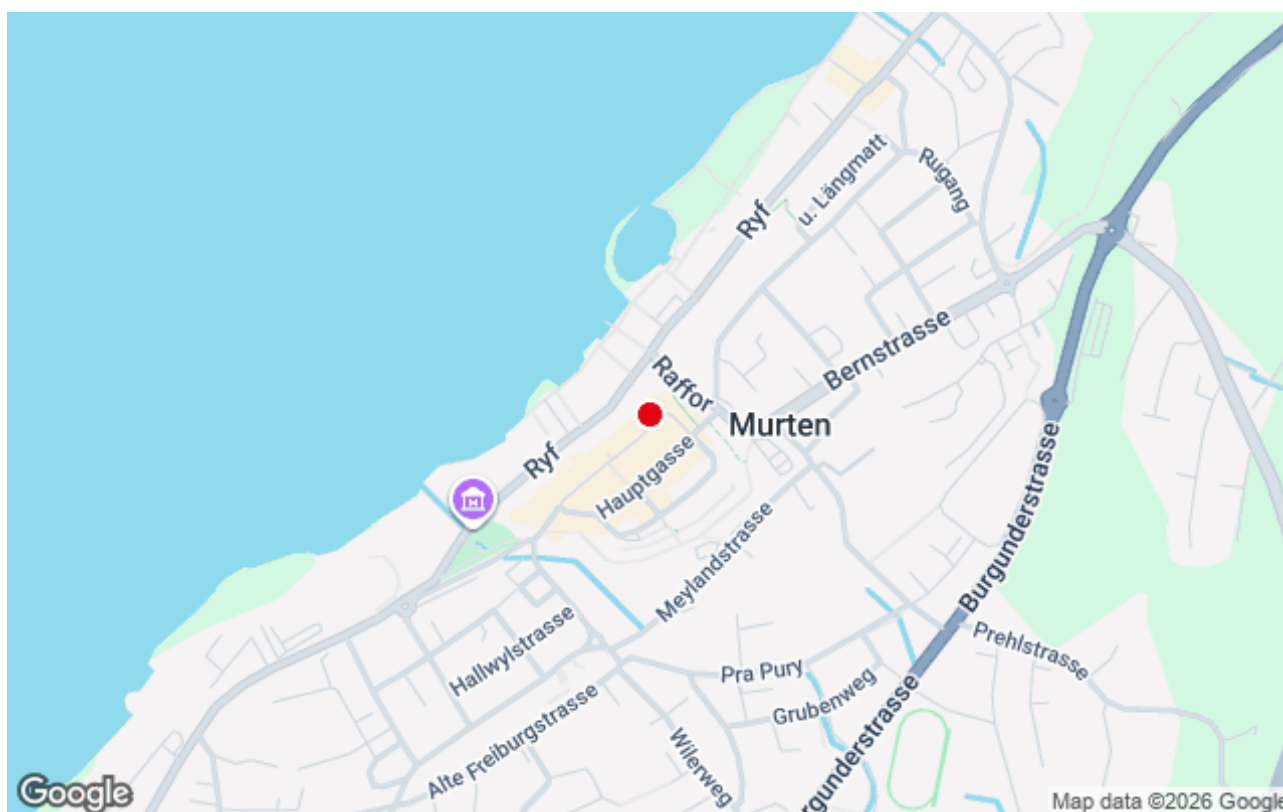 u. Längmatt
Rugang
Ryf
Bernstrasse
Raffor
Murten
Ryf
Hauptgasse
Meylandstrasse
Burgunderstrasse
Hallwylstrasse
Prehlstrasse
Pra Pury
Grubenweg
Alte Freiburgstrasse
Wilerweg
rgunderstrasse
Google
Map data ©2026 Google